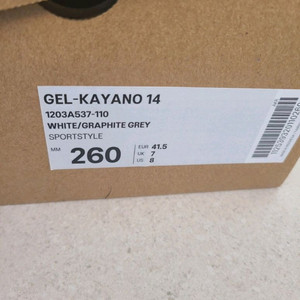 GEL-KAYANO 14
1203A537-110
WHITE/GRAPHITE GREY
SPORTSTYLE
MM 260
EUR 41.5
UK 7
US 8